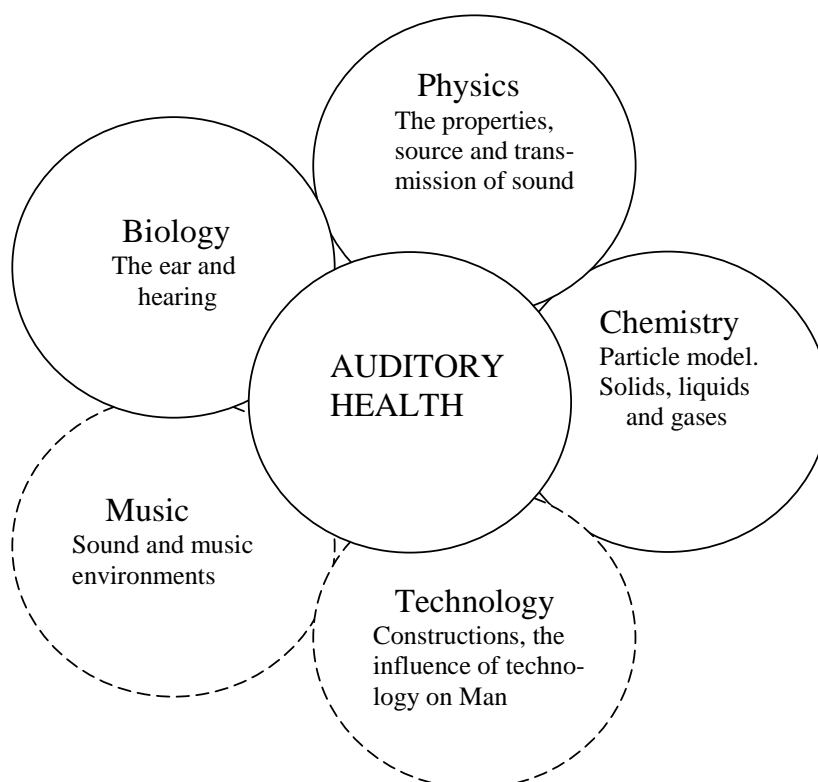 Physics
The properties,
source and trans-
mission of sound
Biology
The ear and
hearing
Chemistry
Particle model.
Solids, liquids
and gases
AUDITORY
HEALTH
Music
Sound and music
environments
Technology
Constructions, the
influence of techno-
logy on Man